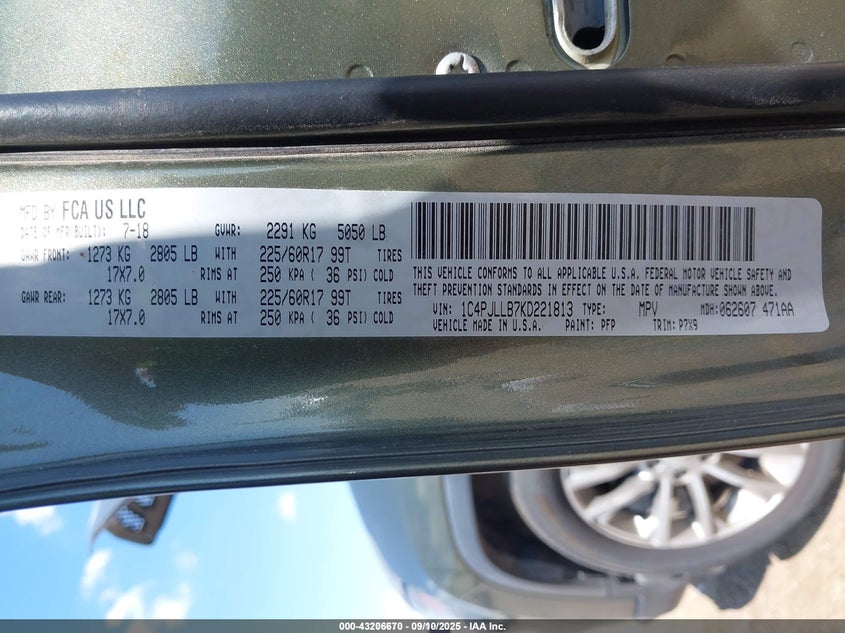 MFD BY FCA US LLC
DATE OF MFR(BUILT): 7-18 GVWR: 2291 KG 5050 LB
GAWR FRONT: 1273 KG 2805 LB WITH 225/60R17 99T TIRES
17X7.0 RIMS AT 250 KPA ( 36 PSI) COLD
GAWR REAR: 1273 KG 2805 LB WITH 225/60R17 99T TIRES
17X7.0 RIMS AT 250 KPA ( 36 PSI) COLD
THIS VEHICLE CONFORMS TO ALL APPLICABLE U.S.A. FEDERAL MOTOR VEHICLE SAFETY AND
THEFT PREVENTION STANDARDS IN EFFECT ON THE DATE OF MANUFACTURE SHOWN ABOVE.
VIN: 1C4PJLLB7KD221813 TYPE: MPV MDH: 062607 471AA
VEHICLE MADE IN U.S.A. PAINT: PFP TRIM: P7X9
000-43206670 - 09/10/2025 - IAA Inc.